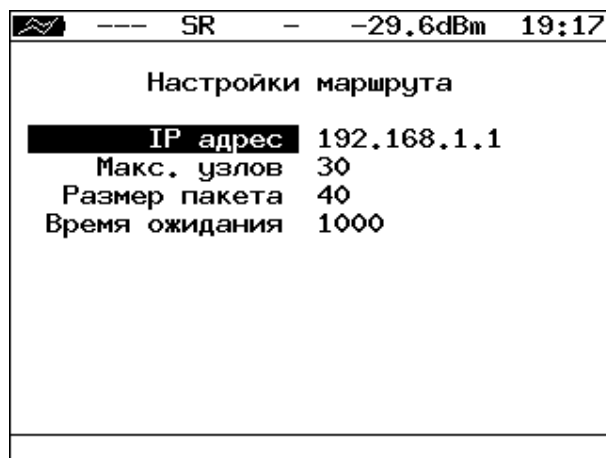 --- SR - -29.6dBm 19:17
Настройки маршрута
IP адрес 192.168.1.1
Макс. узлов 30
Размер пакета 40
Время ожидания 1000